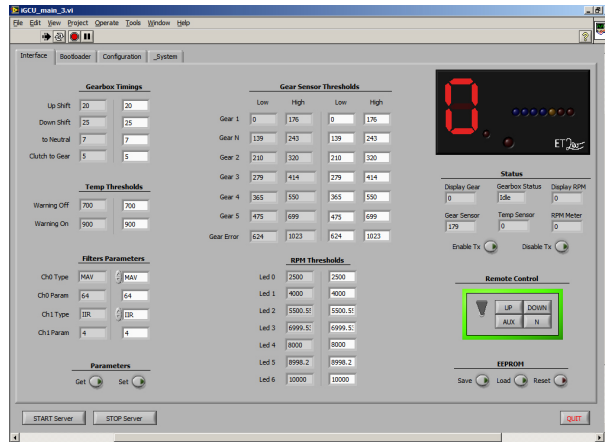 iGCU_main_3.vi
File Edit View Project Operate Tools Window Help
Interface Bootloader Configuration _System
Gearbox Timings
Up Shift 20 20
Down Shift 25 25
to Neutral 7 7
Clutch to Gear 5 5
Temp Thresholds
Warning Off 700 700
Warning On 900 900
Filters Parameters
Ch0 Type MAV MAV
Ch0 Param 64 64
Ch1 Type IIR IIR
Ch1 Param 4 4
Parameters
Get Set
Gear Sensor Thresholds
Low High Low High
Gear 1 0 176 0 176
Gear N 139 243 139 243
Gear 2 210 320 210 320
Gear 3 279 414 279 414
Gear 4 365 550 365 550
Gear 5 475 699 475 699
Gear Error 624 1023 624 1023
RPM Thresholds
Led 0 2500 2500
Led 1 4000 4000
Led 2 5500.5! 5500.5!
Led 3 6999.5: 6999.5:
Led 4 8000 8000
Led 5 8998.2 8998.2
Led 6 10000 10000
0
Status
Display Gear Gearbox Status Display RPM
0 Idle 0
Gear Sensor Temp Sensor RPM Meter
179 0 0
Enable Tx Disable Tx
Remote Control
UP DOWN
AUX N
EEPROM
Save Load Reset
START Server STOP Server QUIT